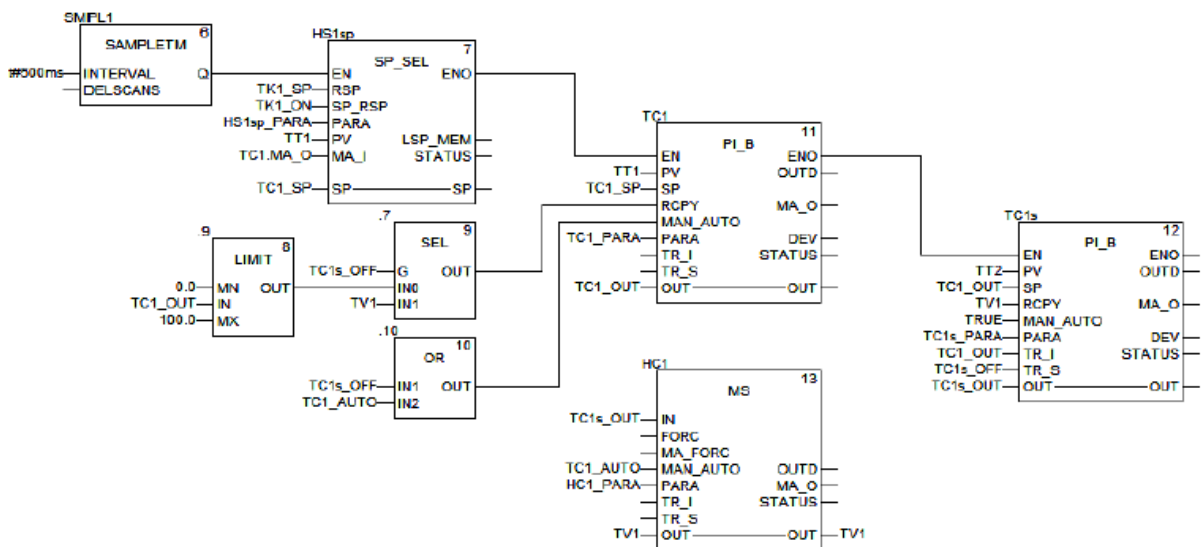 SMPL1
6
SAMPLETM
t#500ms INTERVAL Q
DELSCANS
HS1sp
7
SP_SEL
EN ENO
TK1_SP RSP
TK1_ON SP_RSP
HS1sp_PARA PARA
TT1 PV LSP_MEM
TC1.MA_O MA_I STATUS
TC1_SP SP SP
.9
8
LIMIT
0.0 MN OUT
TC1_OUT IN
100.0 MX
.7
9
SEL
TC1s_OFF G OUT
IN0
TV1 IN1
.10
10
OR
TC1s_OFF IN1 OUT
TC1_AUTO IN2
TC1
11
PI_B
EN ENO
TT1 PV OUTD
TC1_SP SP
RCPY MA_O
MAN_AUTO
TC1_PARA PARA DEV
TR_I STATUS
TR_S
TC1_OUT OUT OUT
HC1
13
MS
TC1s_OUT IN
FORC
MA_FORC
TC1_AUTO MAN_AUTO OUTD
HC1_PARA PARA MA_O
TR_I STATUS
TR_S
TV1 OUT OUT TV1
TC1s
12
PI_B
EN ENO
TT2 PV OUTD
TC1_OUT SP
TV1 RCPY MA_O
TRUE MAN_AUTO
TC1s_PARA PARA DEV
TC1_OUT TR_I STATUS
TC1s_OFF TR_S
TC1s_OUT OUT OUT